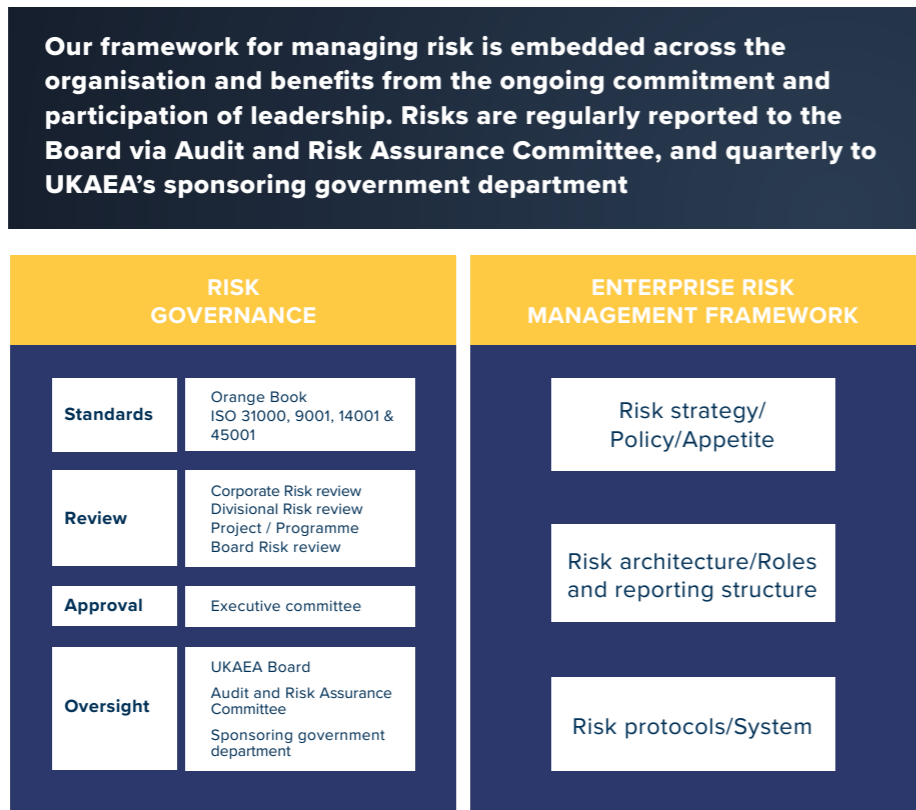 Our framework for managing risk is embedded across the
organisation and benefits from the ongoing commitment and
participation of leadership. Risks are regularly reported to the
Board via Audit and Risk Assurance Committee, and quarterly to
UKAEA’s sponsoring government department
RISK
GOVERNANCE
Standards
Orange Book
ISO 31000, 9001, 14001 &
45001
Review
Corporate Risk review
Divisional Risk review
Project / Programme
Board Risk review
Approval
Executive committee
Oversight
UKAEA Board
Audit and Risk Assurance
Committee
Sponsoring government
department
ENTERPRISE RISK
MANAGEMENT FRAMEWORK
Risk strategy/
Policy/Appetite
Risk architecture/Roles
and reporting structure
Risk protocols/System